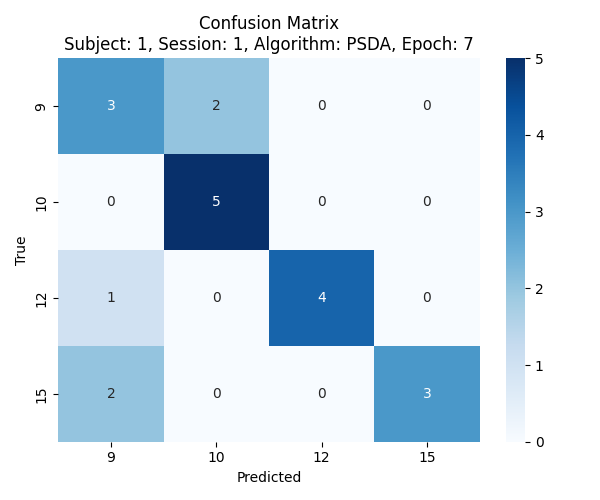 Confusion Matrix
Subject: 1, Session: 1, Algorithm: PSDA, Epoch: 7
True
9 3 2 0 0
10 0 5 0 0
12 1 0 4 0
15 2 0 0 3
9 10 12 15
Predicted
5
4
3
2
1
0